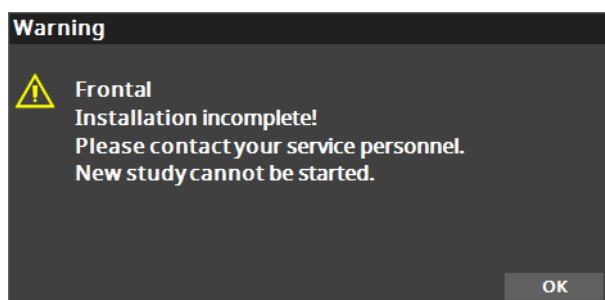 Warning
Frontal
Installation incomplete!
Please contact your service personnel.
New study cannot be started.
OK